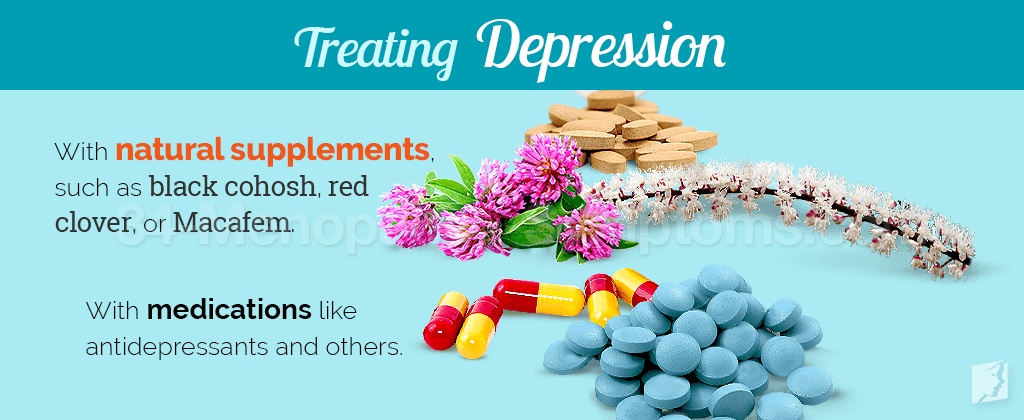 Treating Depression
With natural supplements,
such as black cohosh, red
clover, or Macafem.
With medications like
antidepressants and others.